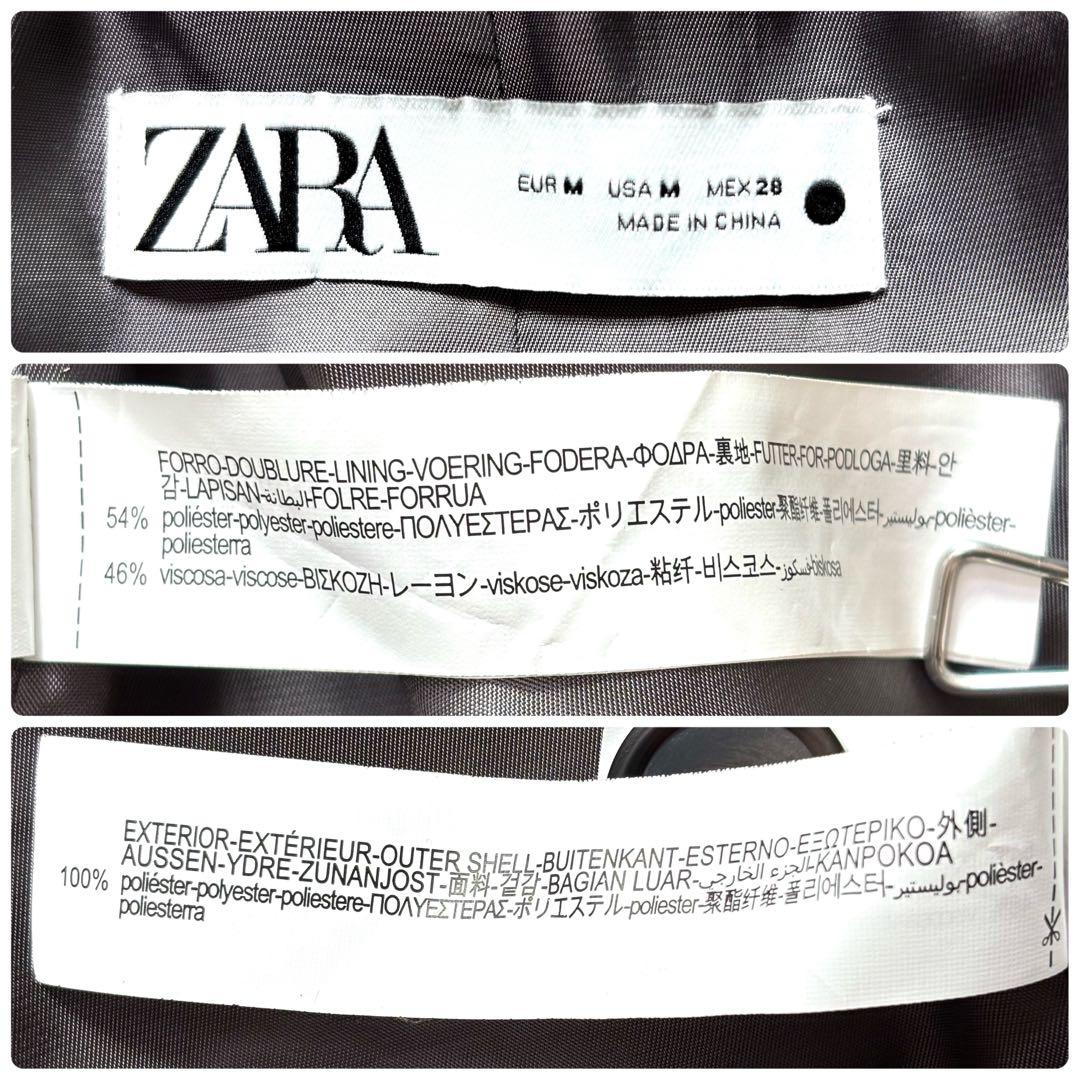 ZARA
EUR M USA M MEX 28
MADE IN CHINA
FORRO-DOUBLURE-LINING-VOERING-FODERA-ΦΟΔΡΑ-裏地-FUTTER-FOR-PODLOGA-里料-안
감-LAPISAN-البطانة-FOLRE-FORRUA
54% poliéster-polyester-poliestere-ΠΟΛΥΕΣΤΕΡΑΣ-ポリエステル-poliester-聚酯纤维-폴리에스터-بوليستير-polièster-
poliesterra
46% viscosa-viscose-ΒΙΣΚΟΖΗ-レーヨン-viskose-viskoza-粘纤-비스코스-فسكوز-biskosa
EXTERIOR-EXTÉRIEUR-OUTER SHELL-BUITENKANT-ESTERNO-ΕΞΩΤΕΡΙΚΟ-外側-
AUSSEN-YDRE-ZUNANJOST-面料-겉감-BAGIAN LUAR-الجزء الخارجي-KANPOKOA
100% poliéster-polyester-poliestere-ΠΟΛΥΕΣΤΕΡΑΣ-ポリエステル-poliester-聚酯纤维-폴리에스터-بوليستير-polièster-
poliesterra